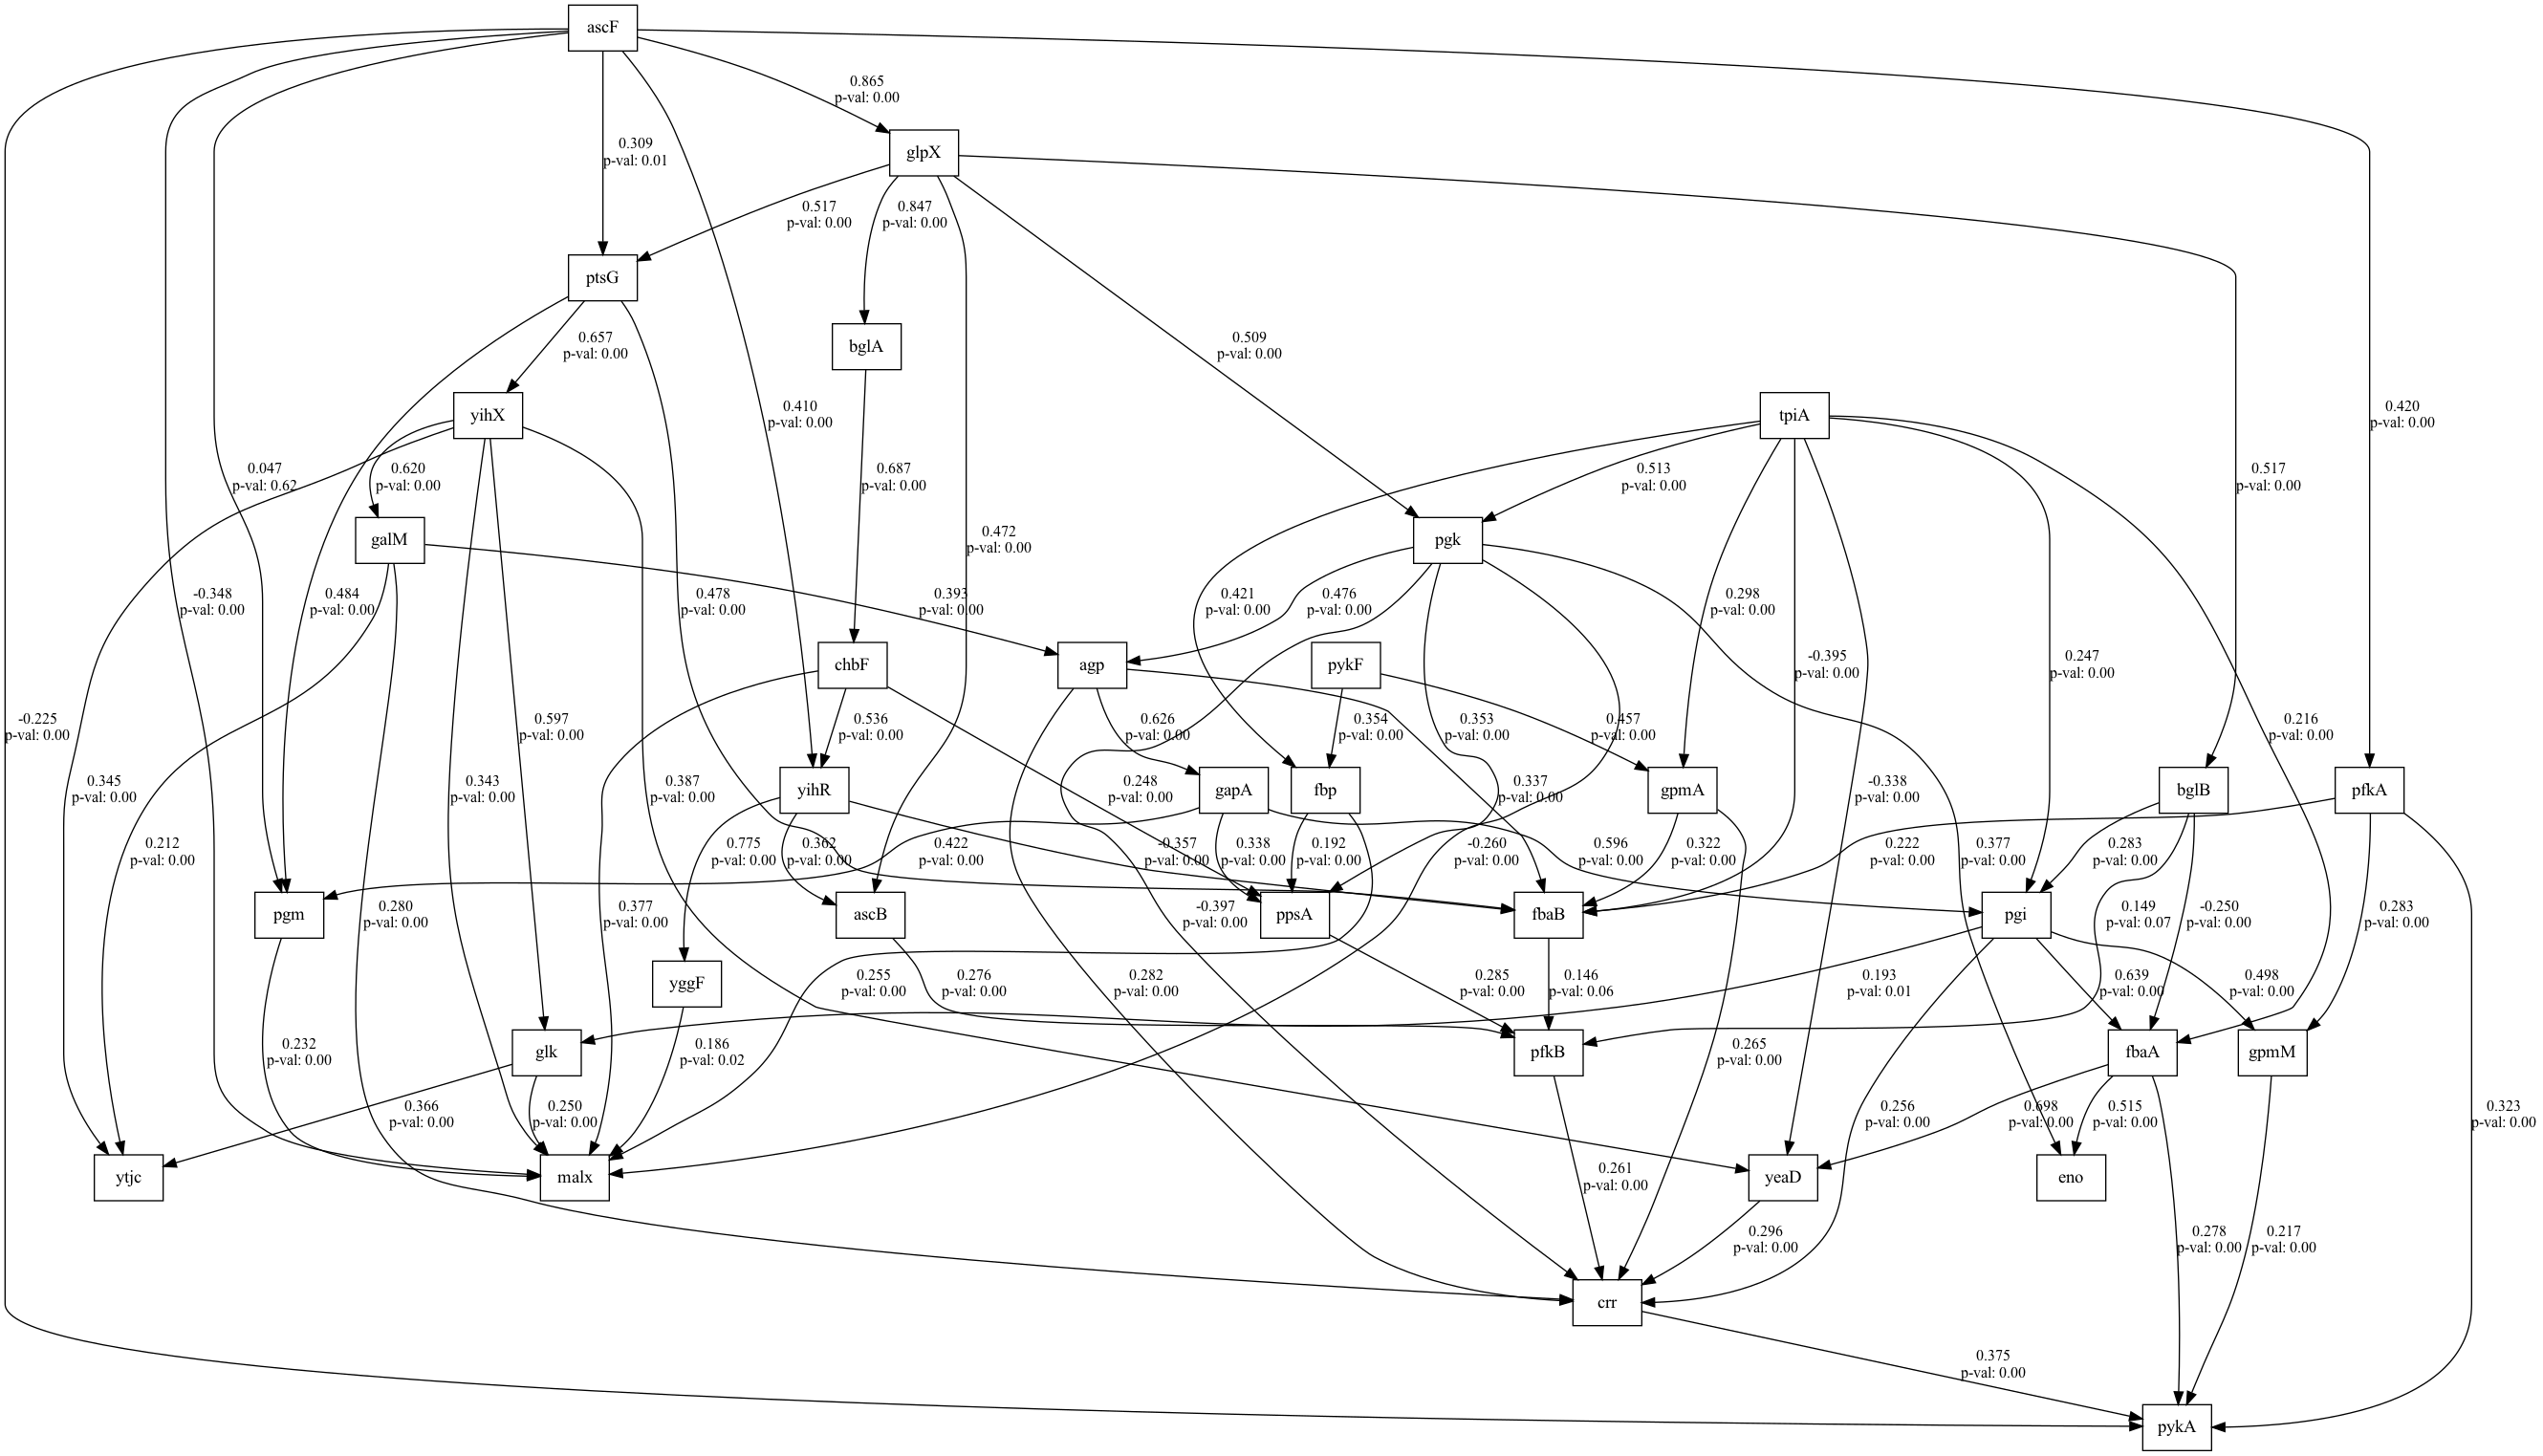 ascF
0.865
p-val: 0.00
glpX
0.309
p-val: 0.01
0.517
p-val: 0.00
0.847
p-val: 0.00
ptsG
bglA
0.657
p-val: 0.00
0.509
p-val: 0.00
yihX
tpiA
0.410
p-val: 0.00
0.420
p-val: 0.00
0.047
p-val: 0.62
0.620
p-val: 0.00
0.687
p-val: 0.00
0.513
p-val: 0.00
0.517
p-val: 0.00
galM
0.472
p-val: 0.00
pgk
-0.348
p-val: 0.00
0.484
p-val: 0.00
0.478
p-val: 0.00
0.393
p-val: 0.00
0.421
p-val: 0.00
0.476
p-val: 0.00
0.298
p-val: 0.00
chbF
agp
pykF
-0.395
p-val: 0.00
0.247
p-val: 0.00
-0.225
p-val: 0.00
0.597
p-val: 0.00
0.536
p-val: 0.00
0.626
p-val: 0.00
0.354
p-val: 0.00
0.353
p-val: 0.00
0.457
p-val: 0.00
0.216
p-val: 0.00
0.345
p-val: 0.00
0.343
p-val: 0.00
0.387
p-val: 0.00
yihR
0.248
p-val: 0.00
gapA
fbp
0.337
p-val: 0.00
gpmA
-0.338
p-val: 0.00
bglB
pfkA
0.212
p-val: 0.00
0.775
p-val: 0.00
0.362
p-val: 0.00
0.422
p-val: 0.00
-0.357
p-val: 0.00
0.338
p-val: 0.00
0.192
p-val: 0.00
-0.260
p-val: 0.00
0.596
p-val: 0.00
0.322
p-val: 0.00
0.222
p-val: 0.00
0.377
p-val: 0.00
0.283
p-val: 0.00
pgm
0.280
p-val: 0.00
0.377
p-val: 0.00
ascB
-0.397
p-val: 0.00
ppsA
fbaB
pgi
0.149
p-val: 0.07
-0.250
p-val: 0.00
0.283
p-val: 0.00
yggF
0.255
p-val: 0.00
0.276
p-val: 0.00
0.282
p-val: 0.00
0.285
p-val: 0.00
0.146
p-val: 0.06
0.193
p-val: 0.01
0.639
p-val: 0.00
0.498
p-val: 0.00
0.232
p-val: 0.00
glk
0.186
p-val: 0.02
pfkB
0.265
p-val: 0.00
fbaA
gpmM
0.366
p-val: 0.00
0.250
p-val: 0.00
0.256
p-val: 0.00
0.698
p-val: 0.00
0.515
p-val: 0.00
0.323
p-val: 0.00
ytjc
malx
0.261
p-val: 0.00
yeaD
eno
0.296
p-val: 0.00
0.278
p-val: 0.00
0.217
p-val: 0.00
crr
0.375
p-val: 0.00
pykA